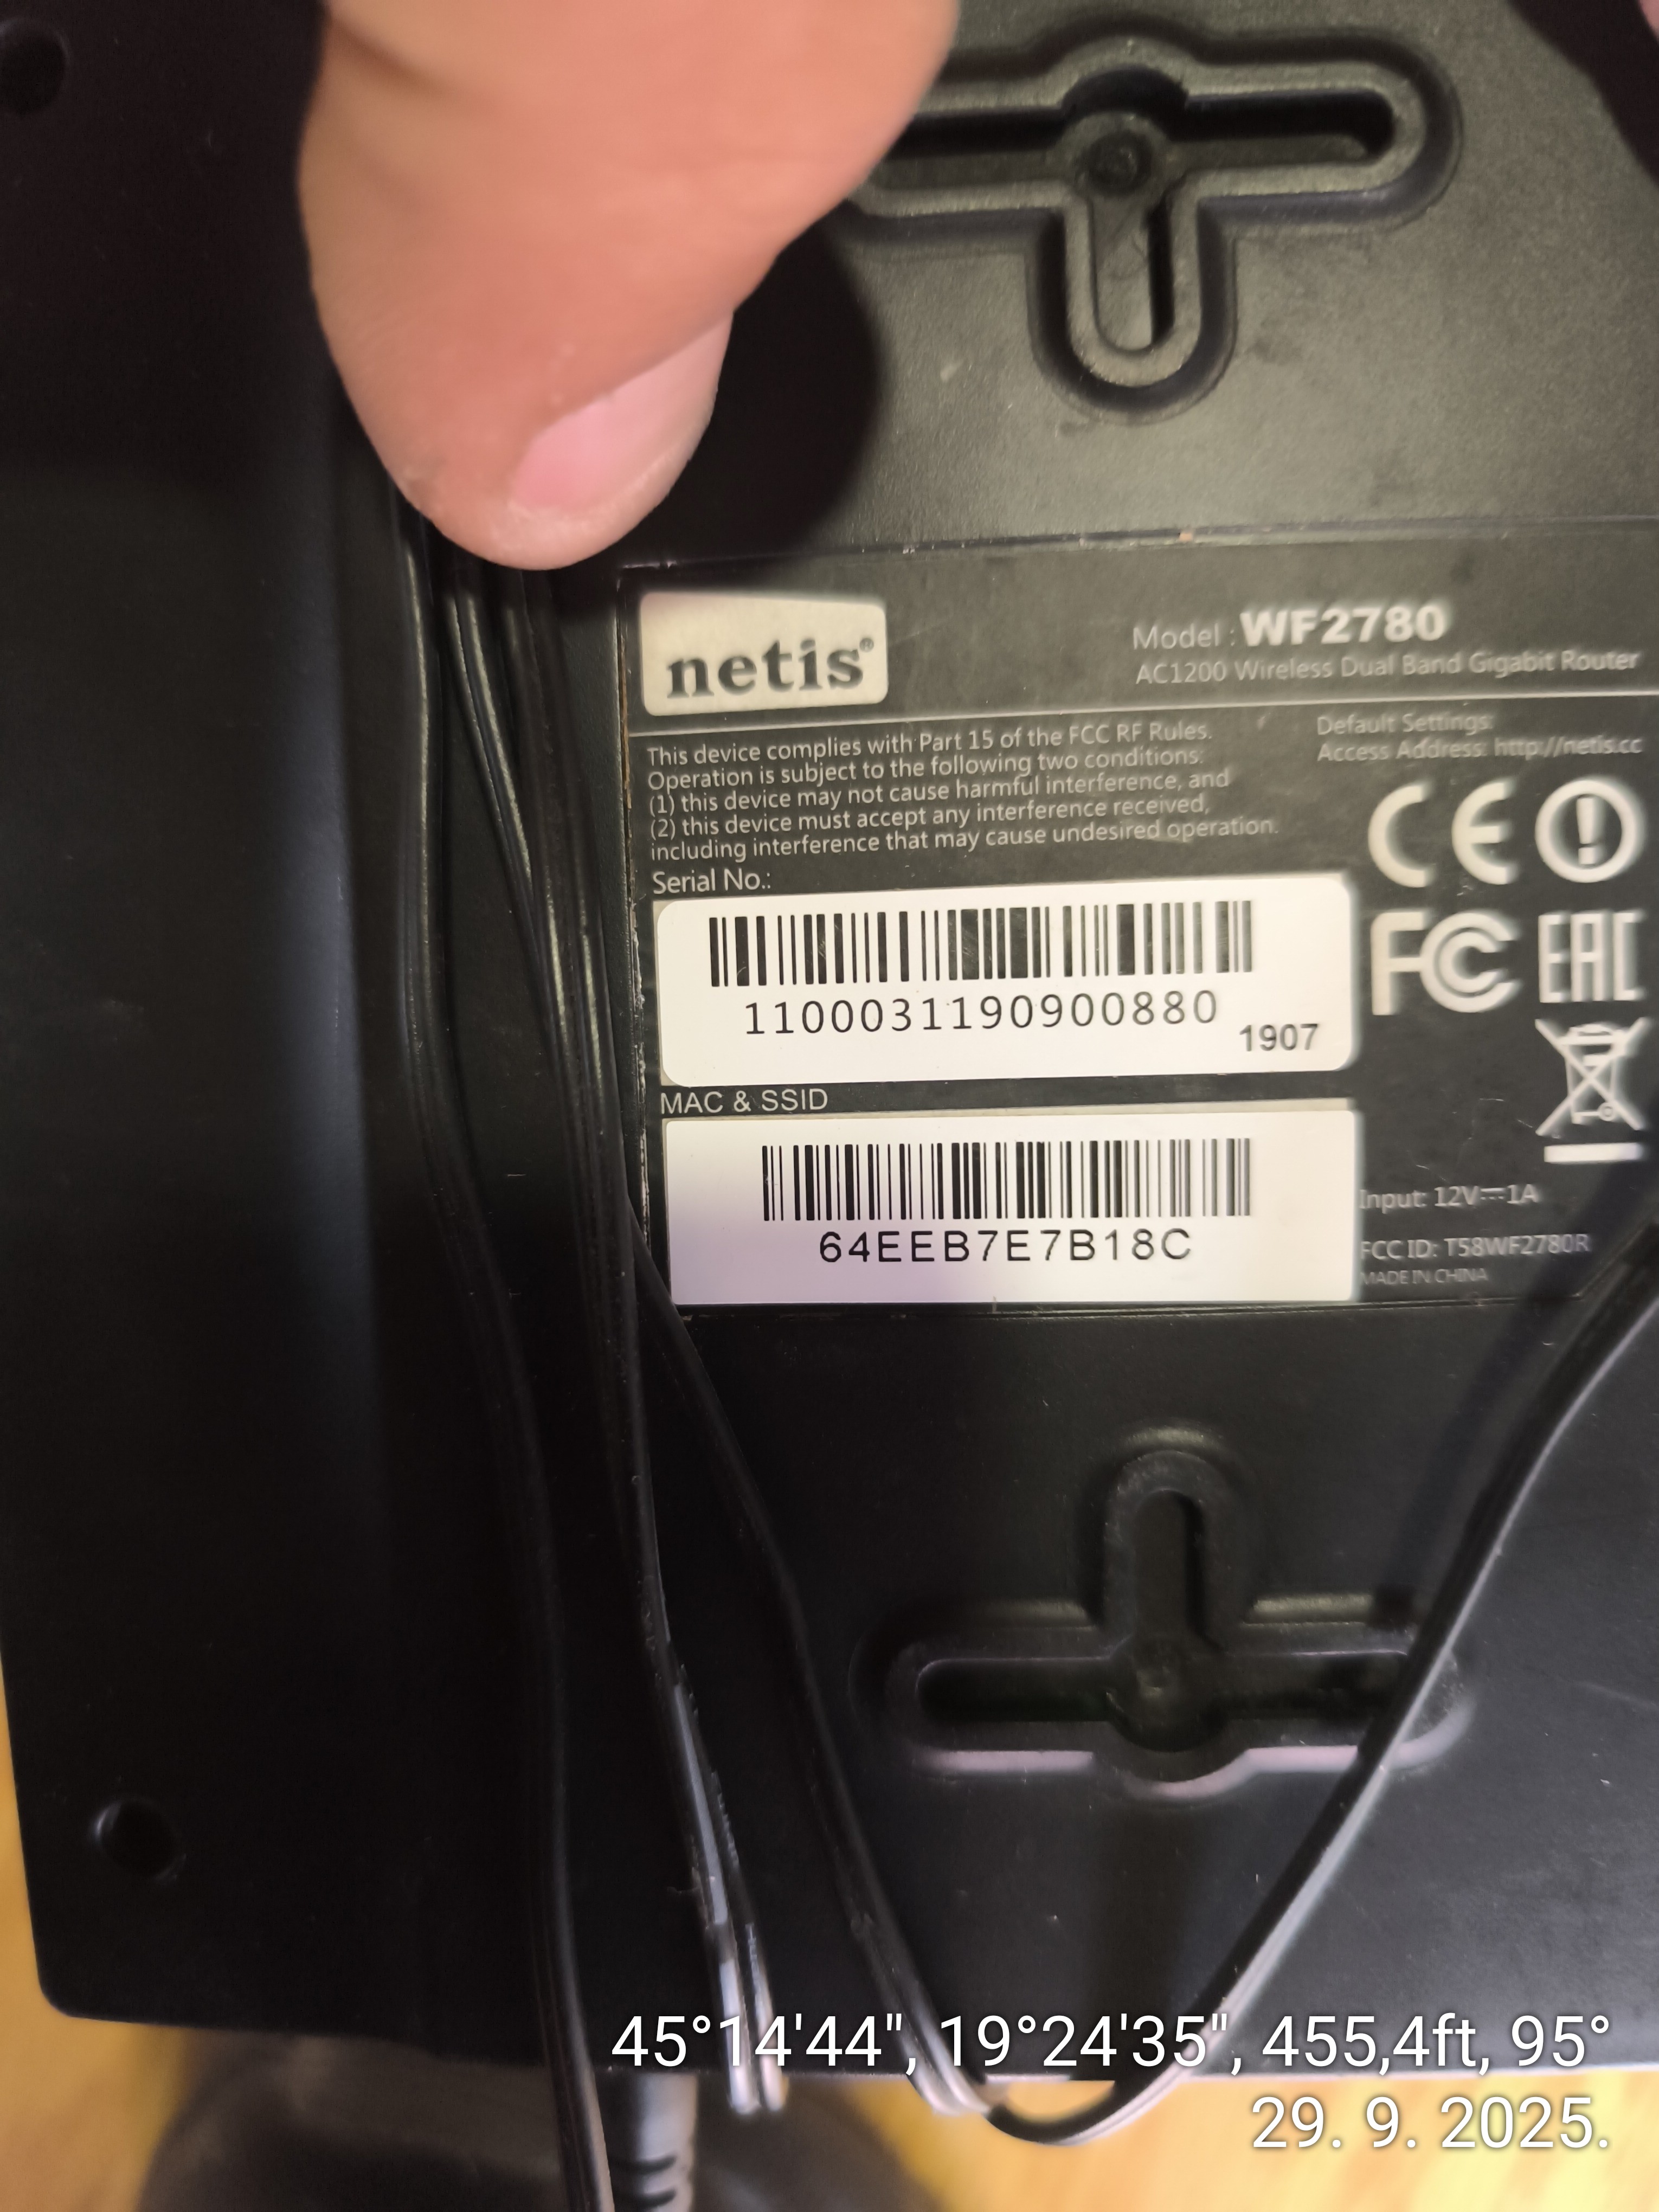 netis®
Model : WF2780
AC1200 Wireless Dual Band Gigabit Router
This device complies with Part 15 of the FCC RF Rules.
Operation is subject to the following two conditions:
(1) this device may not cause harmful interference, and
(2) this device must accept any interference received,
including interference that may cause undesired operation.
Default Settings:
Access Address: http://netis.cc
CE
FC
EAC
Serial No.:
1100031190900880
1907
MAC & SSID
64EEB7E7B18C
Input: 12V⎓1A
FCC ID: T58WF2780R
MADE IN CHINA
45°14'44", 19°24'35", 455,4ft, 95°
29. 9. 2025.